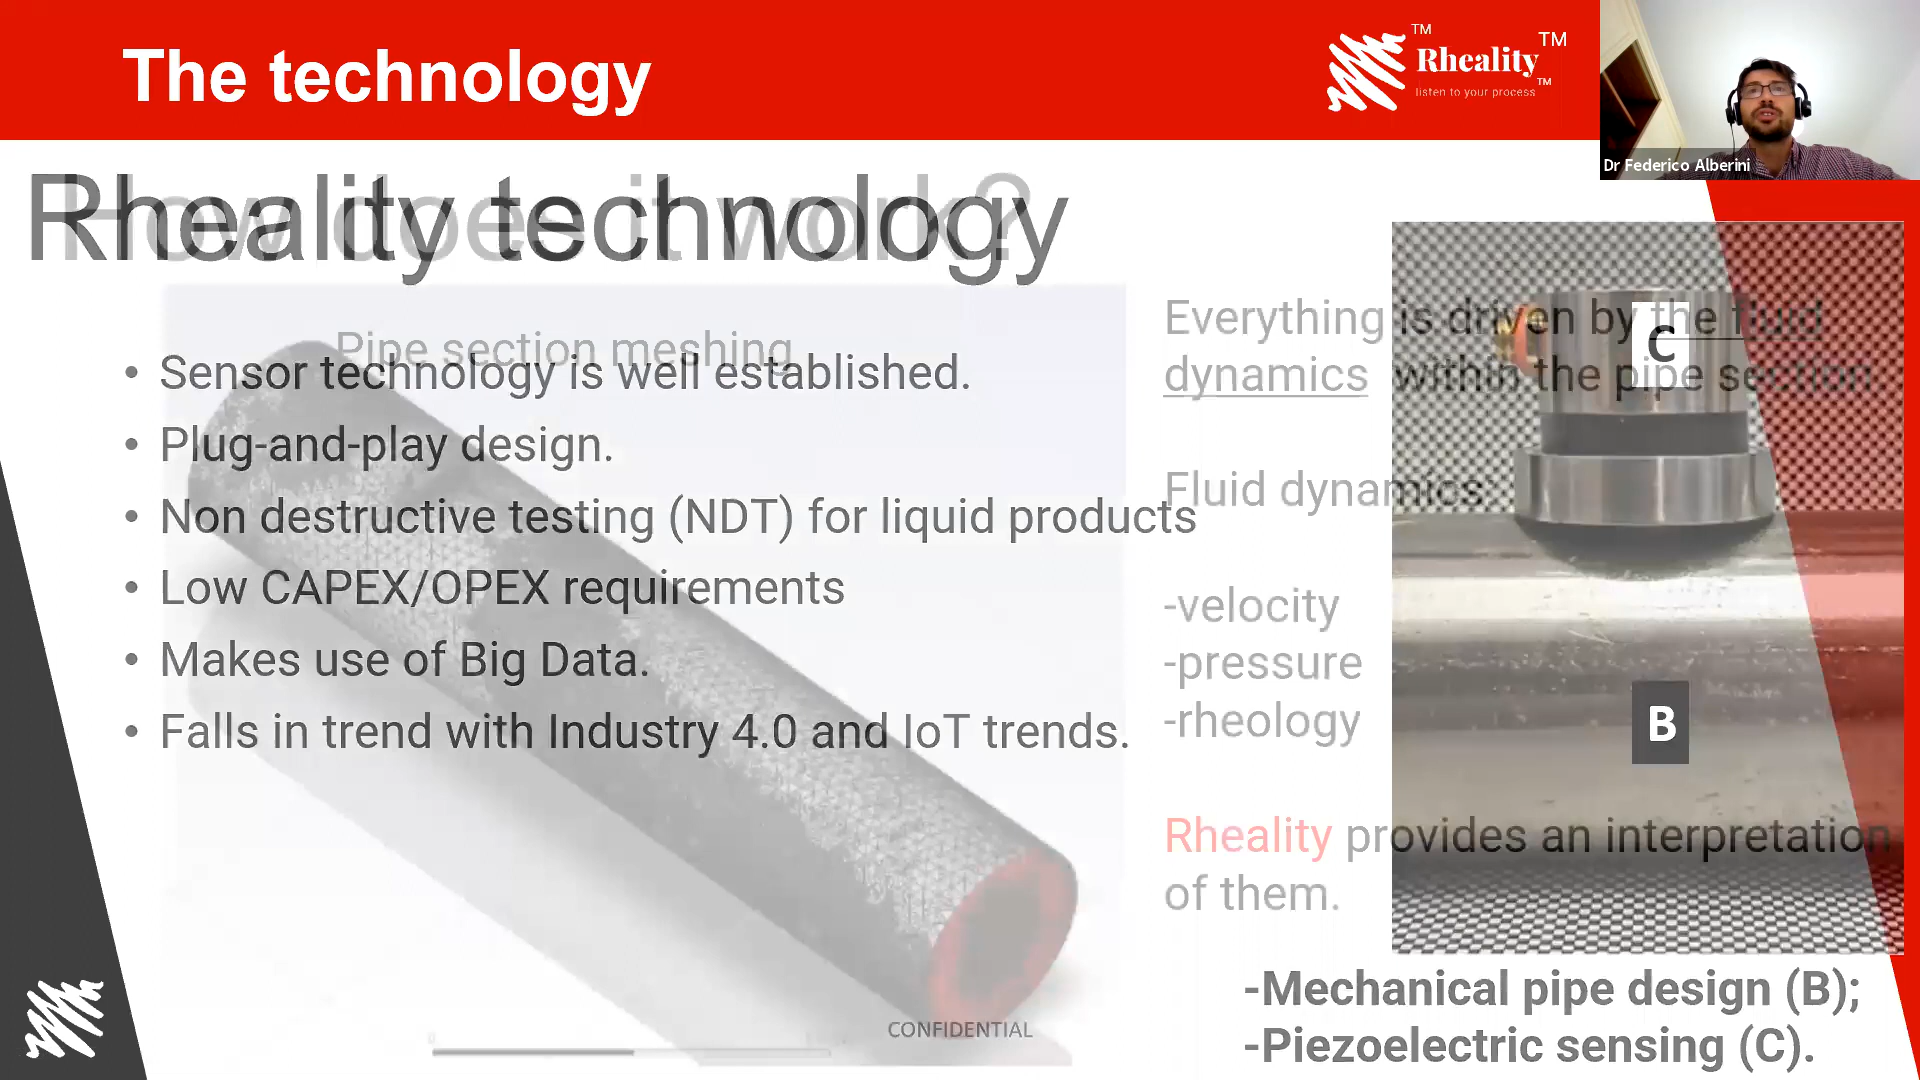 The technology
TM
Rheality
TM
listen to your process
TM
Dr Federico Alberini
Rheality technology
How does it work?
Pipe section meshing
• Sensor technology is well established.
• Plug-and-play design.
• Non destructive testing (NDT) for liquid products
• Low CAPEX/OPEX requirements
• Makes use of Big Data.
• Falls in trend with Industry 4.0 and IoT trends.
Everything is driven by the fluid
dynamics within the pipe section
Fluid dynamics:
-velocity
-pressure
-rheology
Rheality provides an interpretation
of them.
C
B
-Mechanical pipe design (B);
-Piezoelectric sensing (C).
CONFIDENTIAL